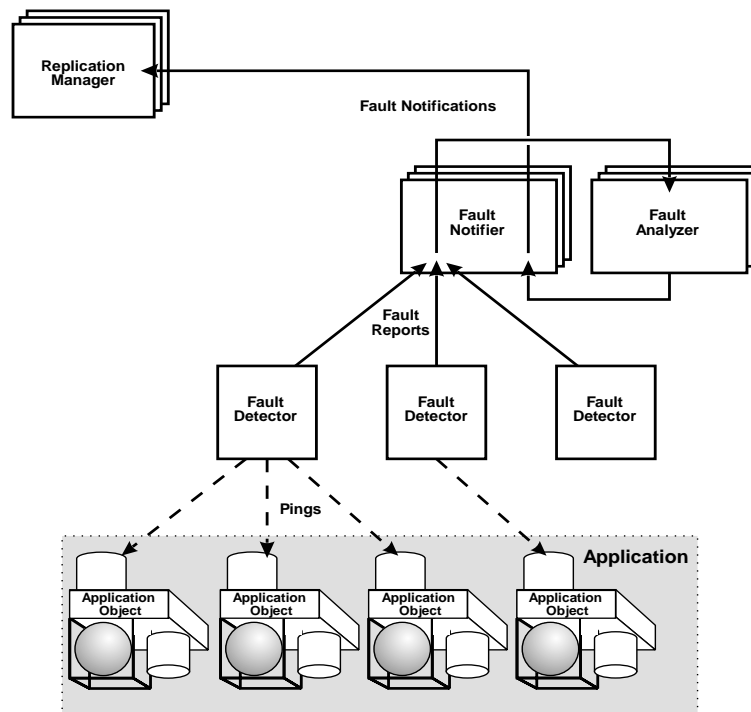 Replication
Manager
Fault Notifications
Fault
Notifier
Fault
Analyzer
Fault
Reports
Fault
Detector
Fault
Detector
Fault
Detector
Pings
Application
Application
Object
Application
Object
Application
Object
Application
Object